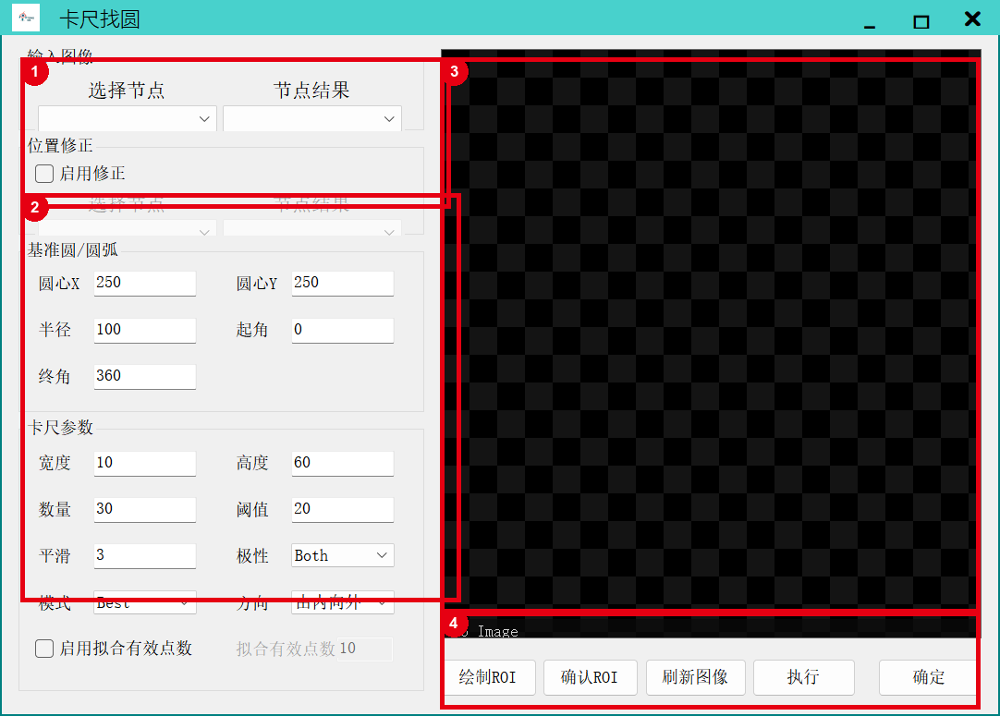 卡尺找圆
输入图像
1
3
选择节点 节点结果
位置修正
启用修正
2
选择节点 节点结果
基准圆/圆弧
圆心X 250 圆心Y 250
半径 100 起角 0
终角 360
卡尺参数
宽度 10 高度 60
数量 30 阈值 20
平滑 3 极性 Both
模式 Best 方向 由内向外
4
Image
启用拟合有效点数 拟合有效点数 10
绘制ROI 确认ROI 刷新图像 执行 确定